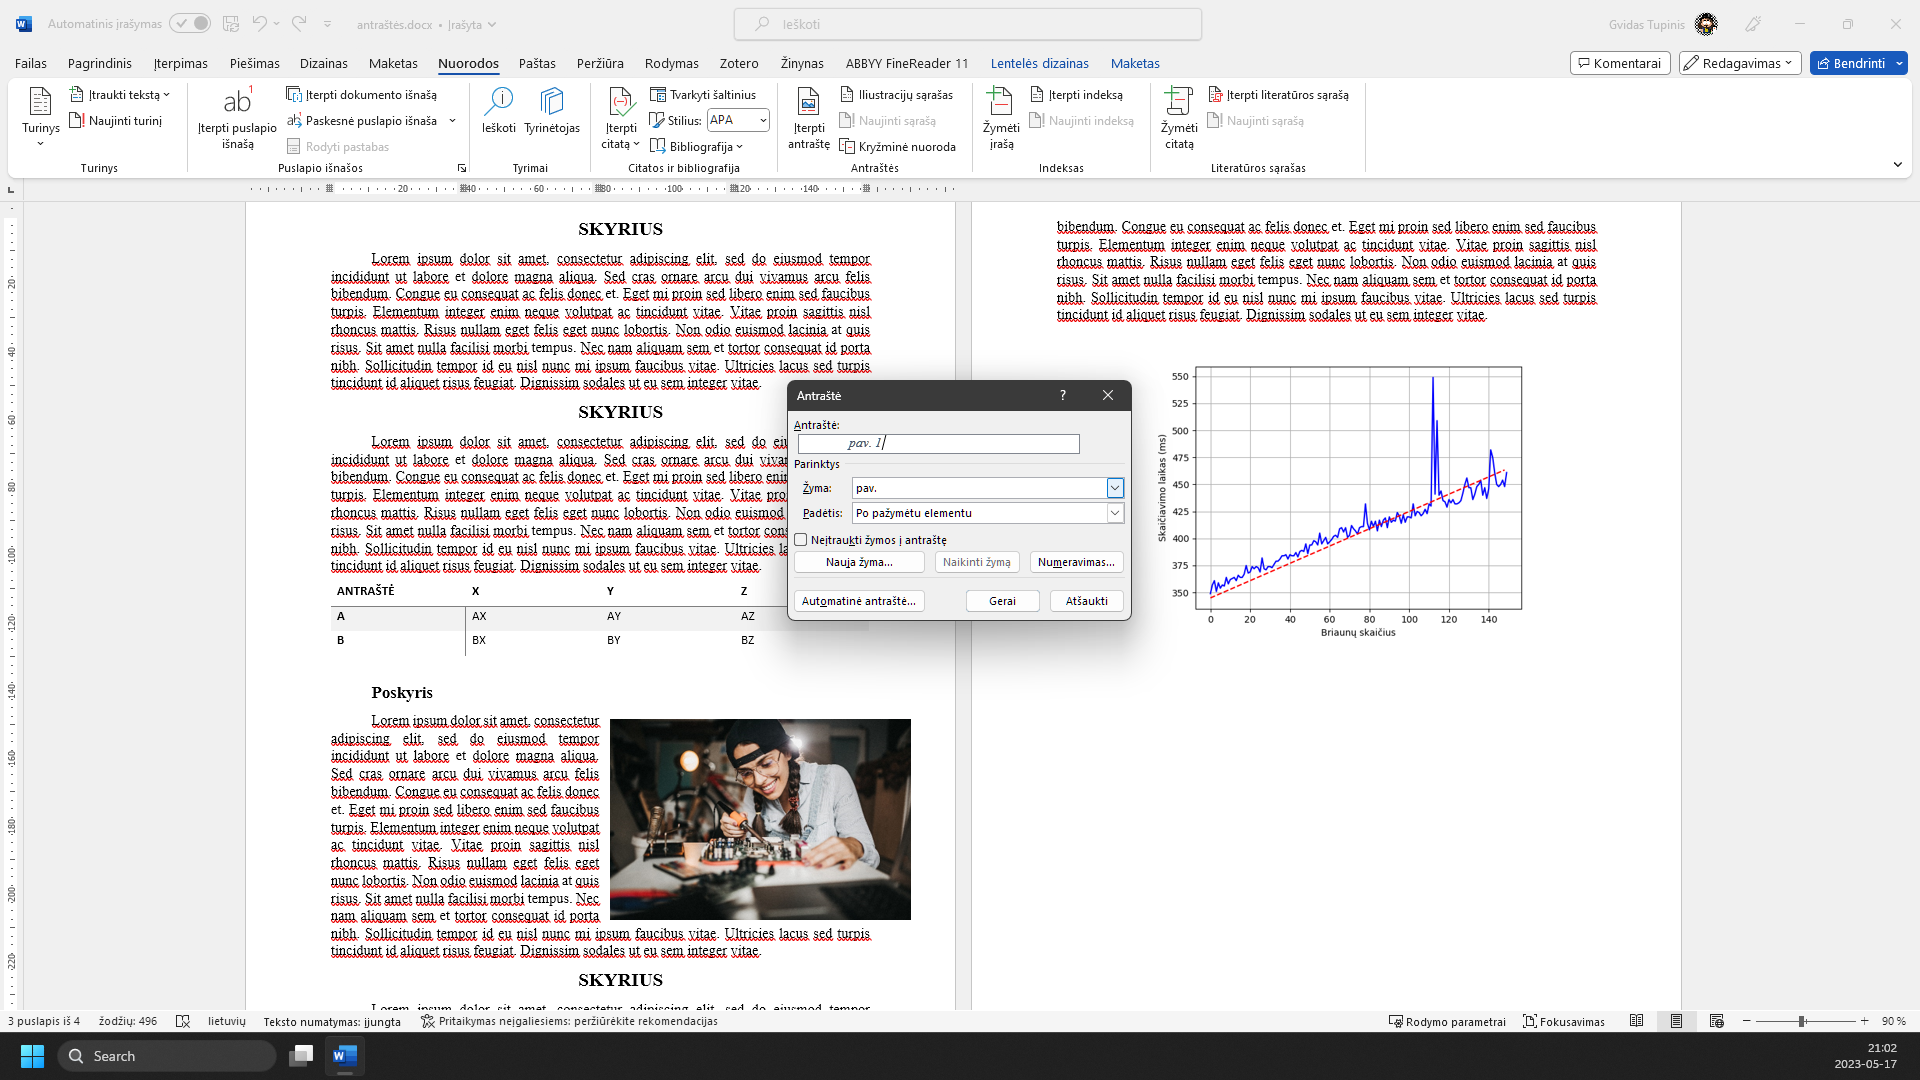 Automatinis įrašymas
antraštės.docx • Įrašyta
Ieškoti
Gvidas Tupinis
Failas Pagrindinis Įterpimas Piešimas Dizainas Maketas Nuorodos Paštas Peržiūra Rodymas Zotero Žinynas ABBYY FineReader 11 Lentelės dizainas Maketas
Komentarai Redagavimas Bendrinti
Turinys
Įtraukti tekstą
Naujinti turinį
Turinys
Įterpti puslapio išnašą
Įterpti dokumento išnašą
Paskesnė puslapio išnaša
Rodyti pastabas
Puslapio išnašos
Ieškoti Tyrinėtojas
Tyrimai
Įterpti citatą
Tvarkyti šaltinius
Stilius: APA
Bibliografija
Citatos ir bibliografija
Įterpti antraštę
Iliustracijų sąrašas
Naujinti sąrašą
Kryžminė nuoroda
Antraštės
Žymėti įrašą
Įterpti indeksą
Naujinti indeksą
Indeksas
Žymėti citatą
Įterpti literatūros sąrašą
Naujinti sąrašą
Literatūros sąrašas
20 40 60 80 100 120 140
SKYRIUS
Lorem ipsum dolor sit amet, consectetur adipiscing elit, sed do eiusmod tempor
incididunt ut labore et dolore magna aliqua. Sed cras ornare arcu dui vivamus arcu felis
bibendum. Congue eu consequat ac felis donec et. Eget mi proin sed libero enim sed faucibus
turpis. Elementum integer enim neque volutpat ac tincidunt vitae. Vitae proin sagittis nisl
rhoncus mattis. Risus nullam eget felis eget nunc lobortis. Non odio euismod lacinia at quis
risus. Sit amet nulla facilisi morbi tempus. Nec nam aliquam sem et tortor consequat id porta
nibh. Sollicitudin tempor id eu nisl nunc mi ipsum faucibus vitae. Ultricies lacus sed turpis
tincidunt id aliquet risus feugiat. Dignissim sodales ut eu sem integer vitae.
SKYRIUS
Lorem ipsum dolor sit amet, consectetur adipiscing elit, sed do
incididunt ut labore et dolore magna aliqua. Sed cras ornare arcu dui
bibendum. Congue eu consequat ac felis donec et. Eget mi proin sed libero
turpis. Elementum integer enim neque volutpat ac tincidunt vitae. Vitae
rhoncus mattis. Risus nullam eget felis eget nunc lobortis. Non odio euismod
risus. Sit amet nulla facilisi morbi tempus. Nec nam aliquam sem et tortor
nibh. Sollicitudin tempor id eu nisl nunc mi ipsum faucibus vitae. Ultricies
tincidunt id aliquet risus feugiat. Dignissim sodales ut eu sem integer vitae.
ANTRAŠTĖ X Y Z
A AX AY AZ
B BX BY BZ
Poskyris
Lorem ipsum dolor sit amet, consectetur
adipiscing elit, sed do eiusmod tempor
incididunt ut labore et dolore magna aliqua.
Sed cras ornare arcu dui vivamus arcu felis
bibendum. Congue eu consequat ac felis donec
et. Eget mi proin sed libero enim sed faucibus
turpis. Elementum integer enim neque volutpat
ac tincidunt vitae. Vitae proin sagittis nisl
rhoncus mattis. Risus nullam eget felis eget
nunc lobortis. Non odio euismod lacinia at quis
risus. Sit amet nulla facilisi morbi tempus. Nec
nam aliquam sem et tortor consequat id porta
nibh. Sollicitudin tempor id eu nisl nunc mi ipsum faucibus vitae. Ultricies lacus sed turpis
tincidunt id aliquet risus feugiat. Dignissim sodales ut eu sem integer vitae.
SKYRIUS
Lorem ipsum dolor sit amet, consectetur adipiscing elit, sed do eiusmod tempor
bibendum. Congue eu consequat ac felis donec et. Eget mi proin sed libero enim sed faucibus
turpis. Elementum integer enim neque volutpat ac tincidunt vitae. Vitae proin sagittis nisl
rhoncus mattis. Risus nullam eget felis eget nunc lobortis. Non odio euismod lacinia at quis
risus. Sit amet nulla facilisi morbi tempus. Nec nam aliquam sem et tortor consequat id porta
nibh. Sollicitudin tempor id eu nisl nunc mi ipsum faucibus vitae. Ultricies lacus sed turpis
tincidunt id aliquet risus feugiat. Dignissim sodales ut eu sem integer vitae.
550
525
500
475
450
425
400
375
350
Skaičiavimo laikas (ms)
0 20 40 60 80 100 120 140
Briaunų skaičius
Antraštė ?
Antraštė:
pav. 1
Parinktys
Žyma: pav.
Padėtis: Po pažymėtu elementu
Neįtraukti žymos į antraštę
Nauja žyma... Naikinti žymą Numeravimas...
Automatinė antraštė... Gerai Atšaukti
20
40
60
80
100
120
140
160
180
200
220
3 puslapis iš 4 žodžių: 496 lietuvių Teksto numatymas: įjungta Pritaikymas neįgaliesiems: peržiūrėkite rekomendacijas
Rodymo parametrai Fokusavimas 90 %
Search
21:02
2023-05-17